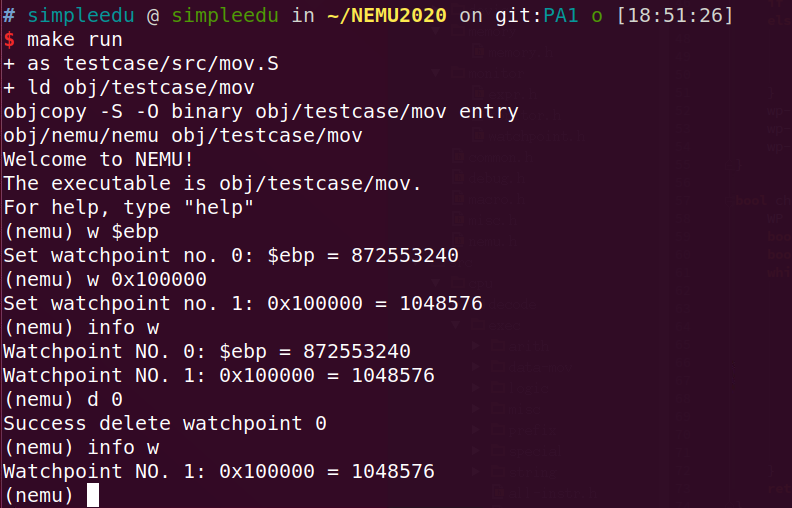 # simpleedu @ simpleedu in ~/NEMU2020 on git:PA1 o [18:51:26]
$ make run
+ as testcase/src/mov.S
+ ld obj/testcase/mov
objcopy -S -O binary obj/testcase/mov entry
obj/nemu/nemu obj/testcase/mov
Welcome to NEMU!
The executable is obj/testcase/mov.
For help, type "help"
(nemu) w $ebp
Set watchpoint no. 0: $ebp = 872553240
(nemu) w 0x100000
Set watchpoint no. 1: 0x100000 = 1048576
(nemu) info w
Watchpoint NO. 0: $ebp = 872553240
Watchpoint NO. 1: 0x100000 = 1048576
(nemu) d 0
Success delete watchpoint 0
(nemu) info w
Watchpoint NO. 1: 0x100000 = 1048576
(nemu)